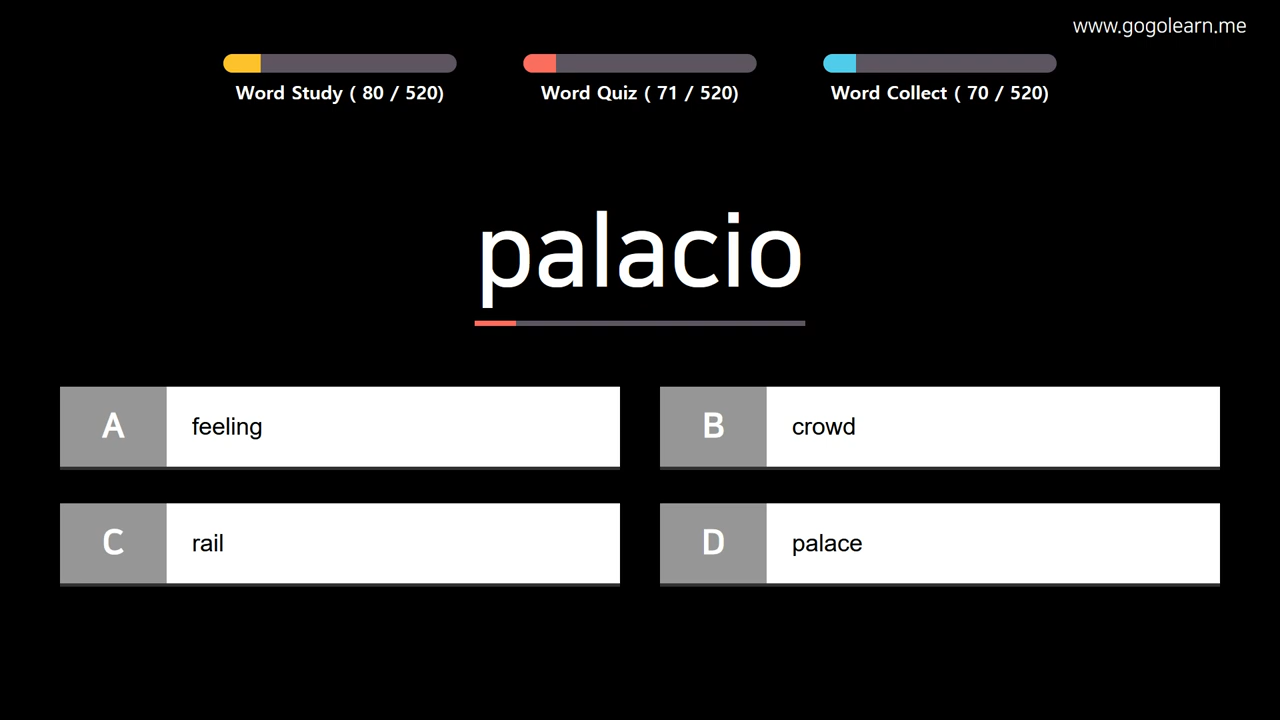 www.gogolearn.me
Word Study ( 80 / 520)
Word Quiz ( 71 / 520)
Word Collect ( 70 / 520)
palacio
A feeling
B crowd
C rail
D palace